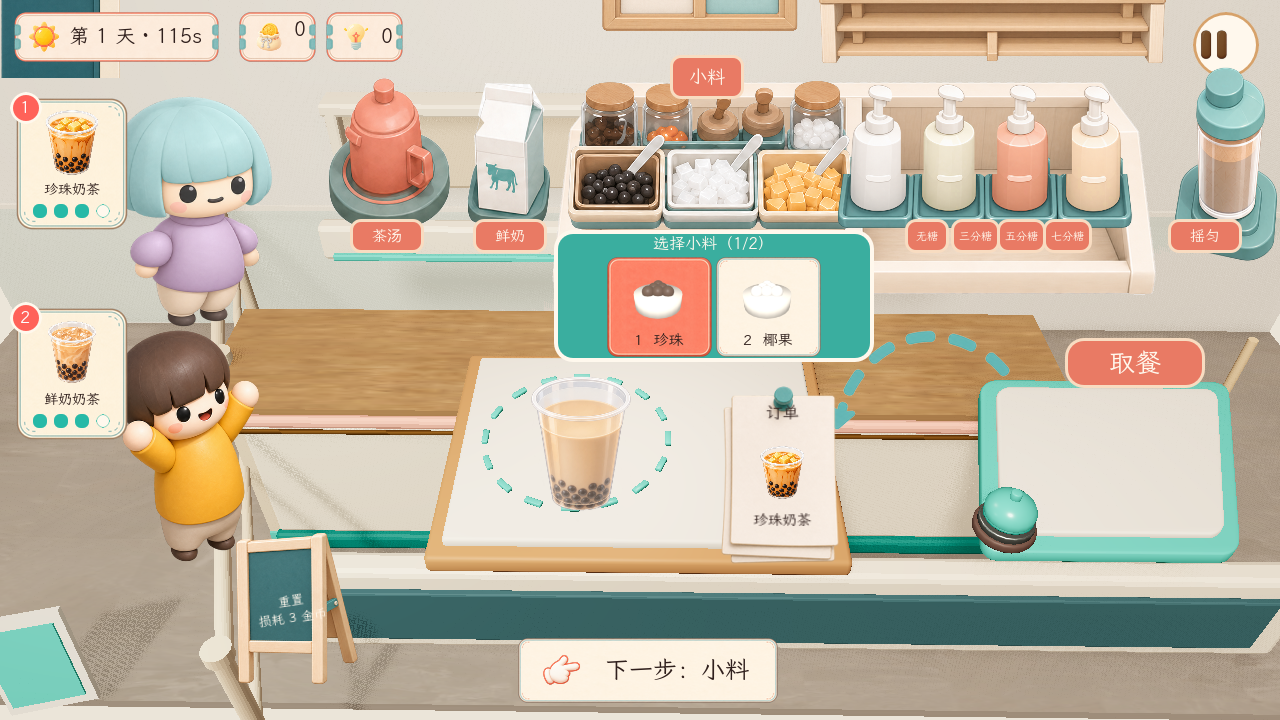 第 1 天·115s
0
0
小料
1
珍珠奶茶
2
鲜奶奶茶
茶汤
鲜奶
无糖
三分糖
五分糖
七分糖
摇匀
选择小料（1/2）
1 珍珠
2 椰果
取餐
订单
珍珠奶茶
重置
损耗 3 金币
下一步：小料